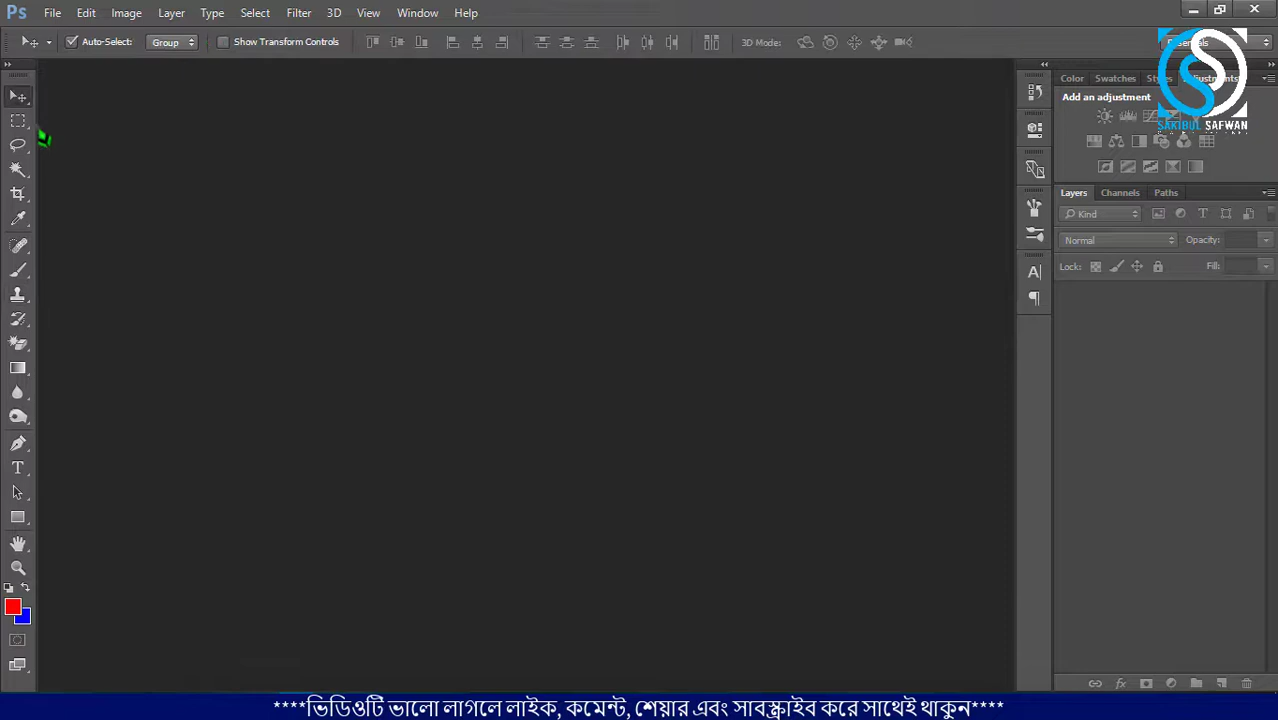 Ps File Edit Image Layer Type Select Filter 3D View Window Help
Auto-Select: Group Show Transform Controls 3D Mode:
Color Swatches
Add an adjustment
SAKIBUL SAFWAN
Layers Channels Paths
Kind
Normal Opacity:
Lock: Fill:
****ভিডিওটি ভালো লাগলে লাইক, কমেন্ট, শেয়ার এবং সাবস্ক্রাইব করে সাথেই থাকুন****